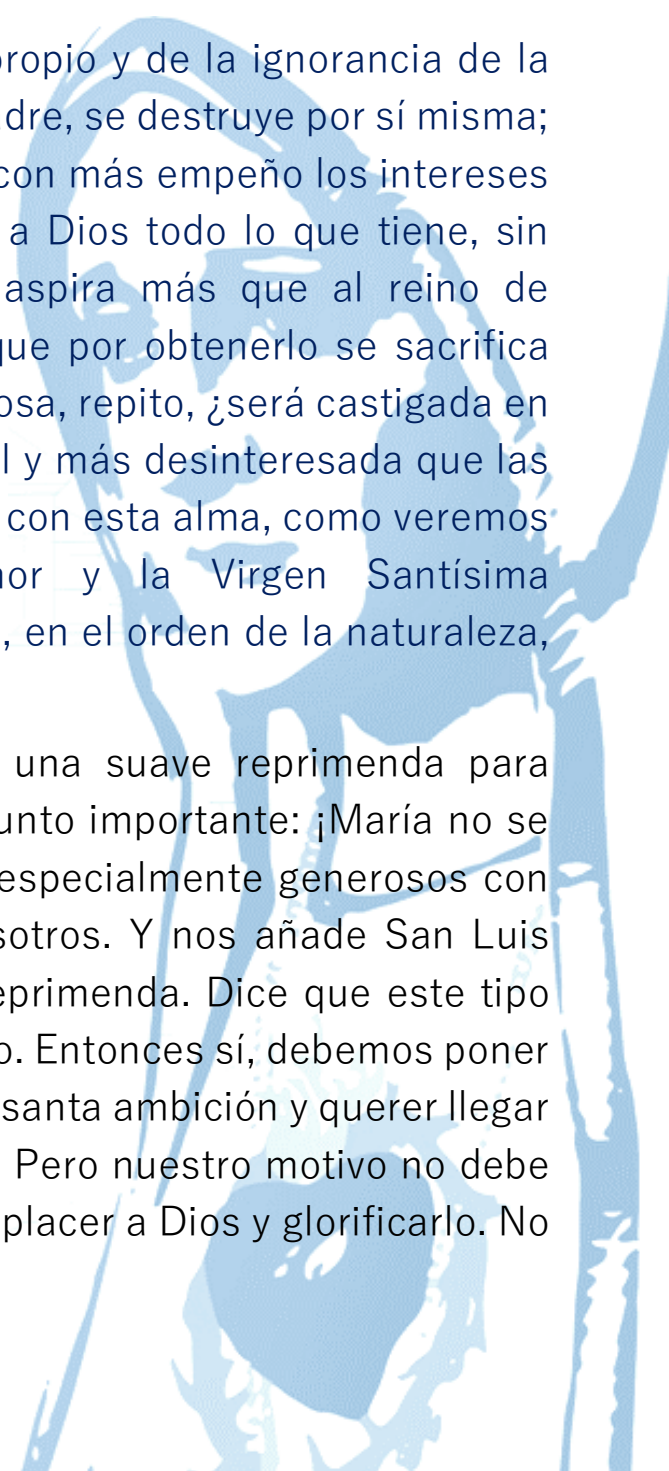 propio y de la ignorancia de la
dre, se destruye por sí misma;
con más empeño los intereses
a Dios todo lo que tiene, sin
aspira más que al reino de
que por obtenerlo se sacrifica
osa, repito, ¿será castigada en
l y más desinteresada que las
con esta alma, como veremos
nor y la Virgen Santísima
, en el orden de la naturaleza,
una suave reprimenda para
unto importante: ¡María no se
especialmente generosos con
sotros. Y nos añade San Luis
eprimenda. Dice que este tipo
o. Entonces sí, debemos poner
santa ambición y querer llegar
Pero nuestro motivo no debe
placer a Dios y glorificarlo. No